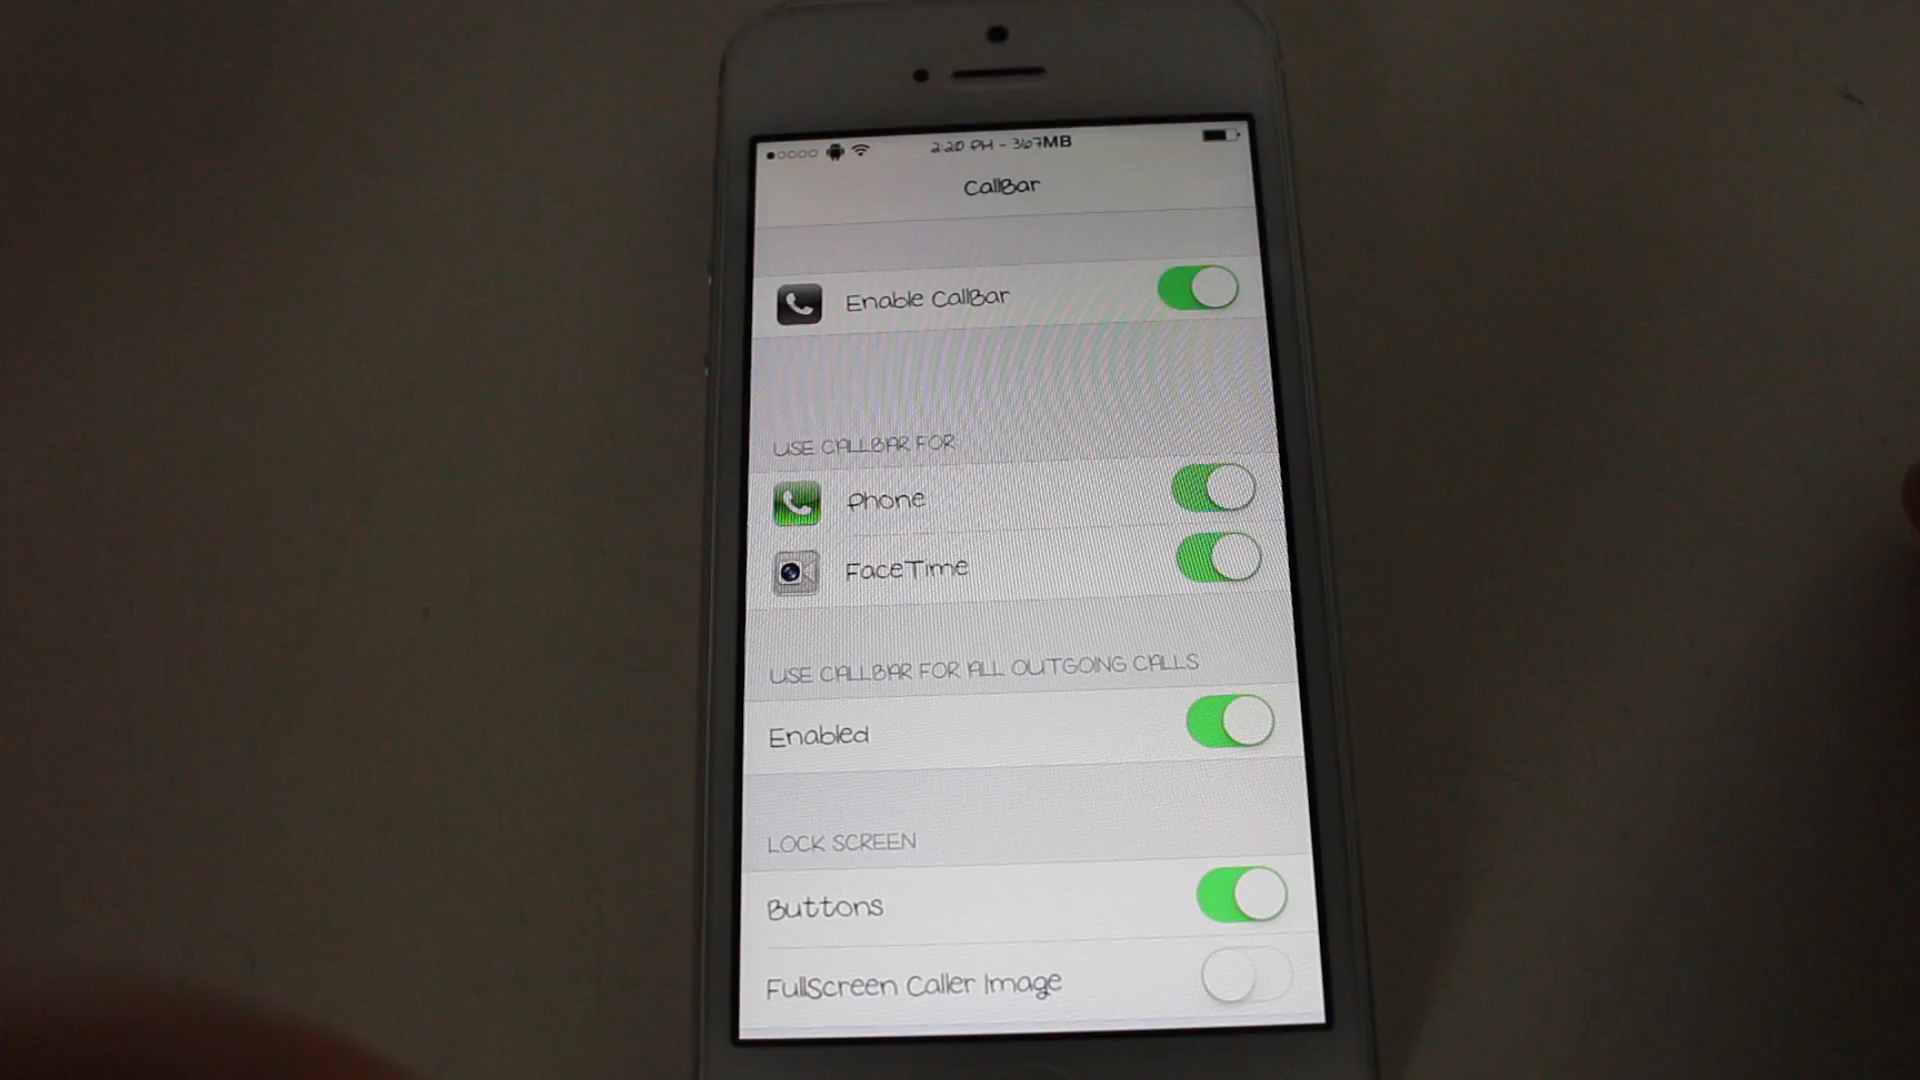 2:20 PM - 367MB
CallBar
Enable CallBar
USE CALLBAR FOR
Phone
FaceTime
USE CALLBAR FOR ALL OUTGOING CALLS
Enabled
LOCK SCREEN
Buttons
FullScreen Caller Image